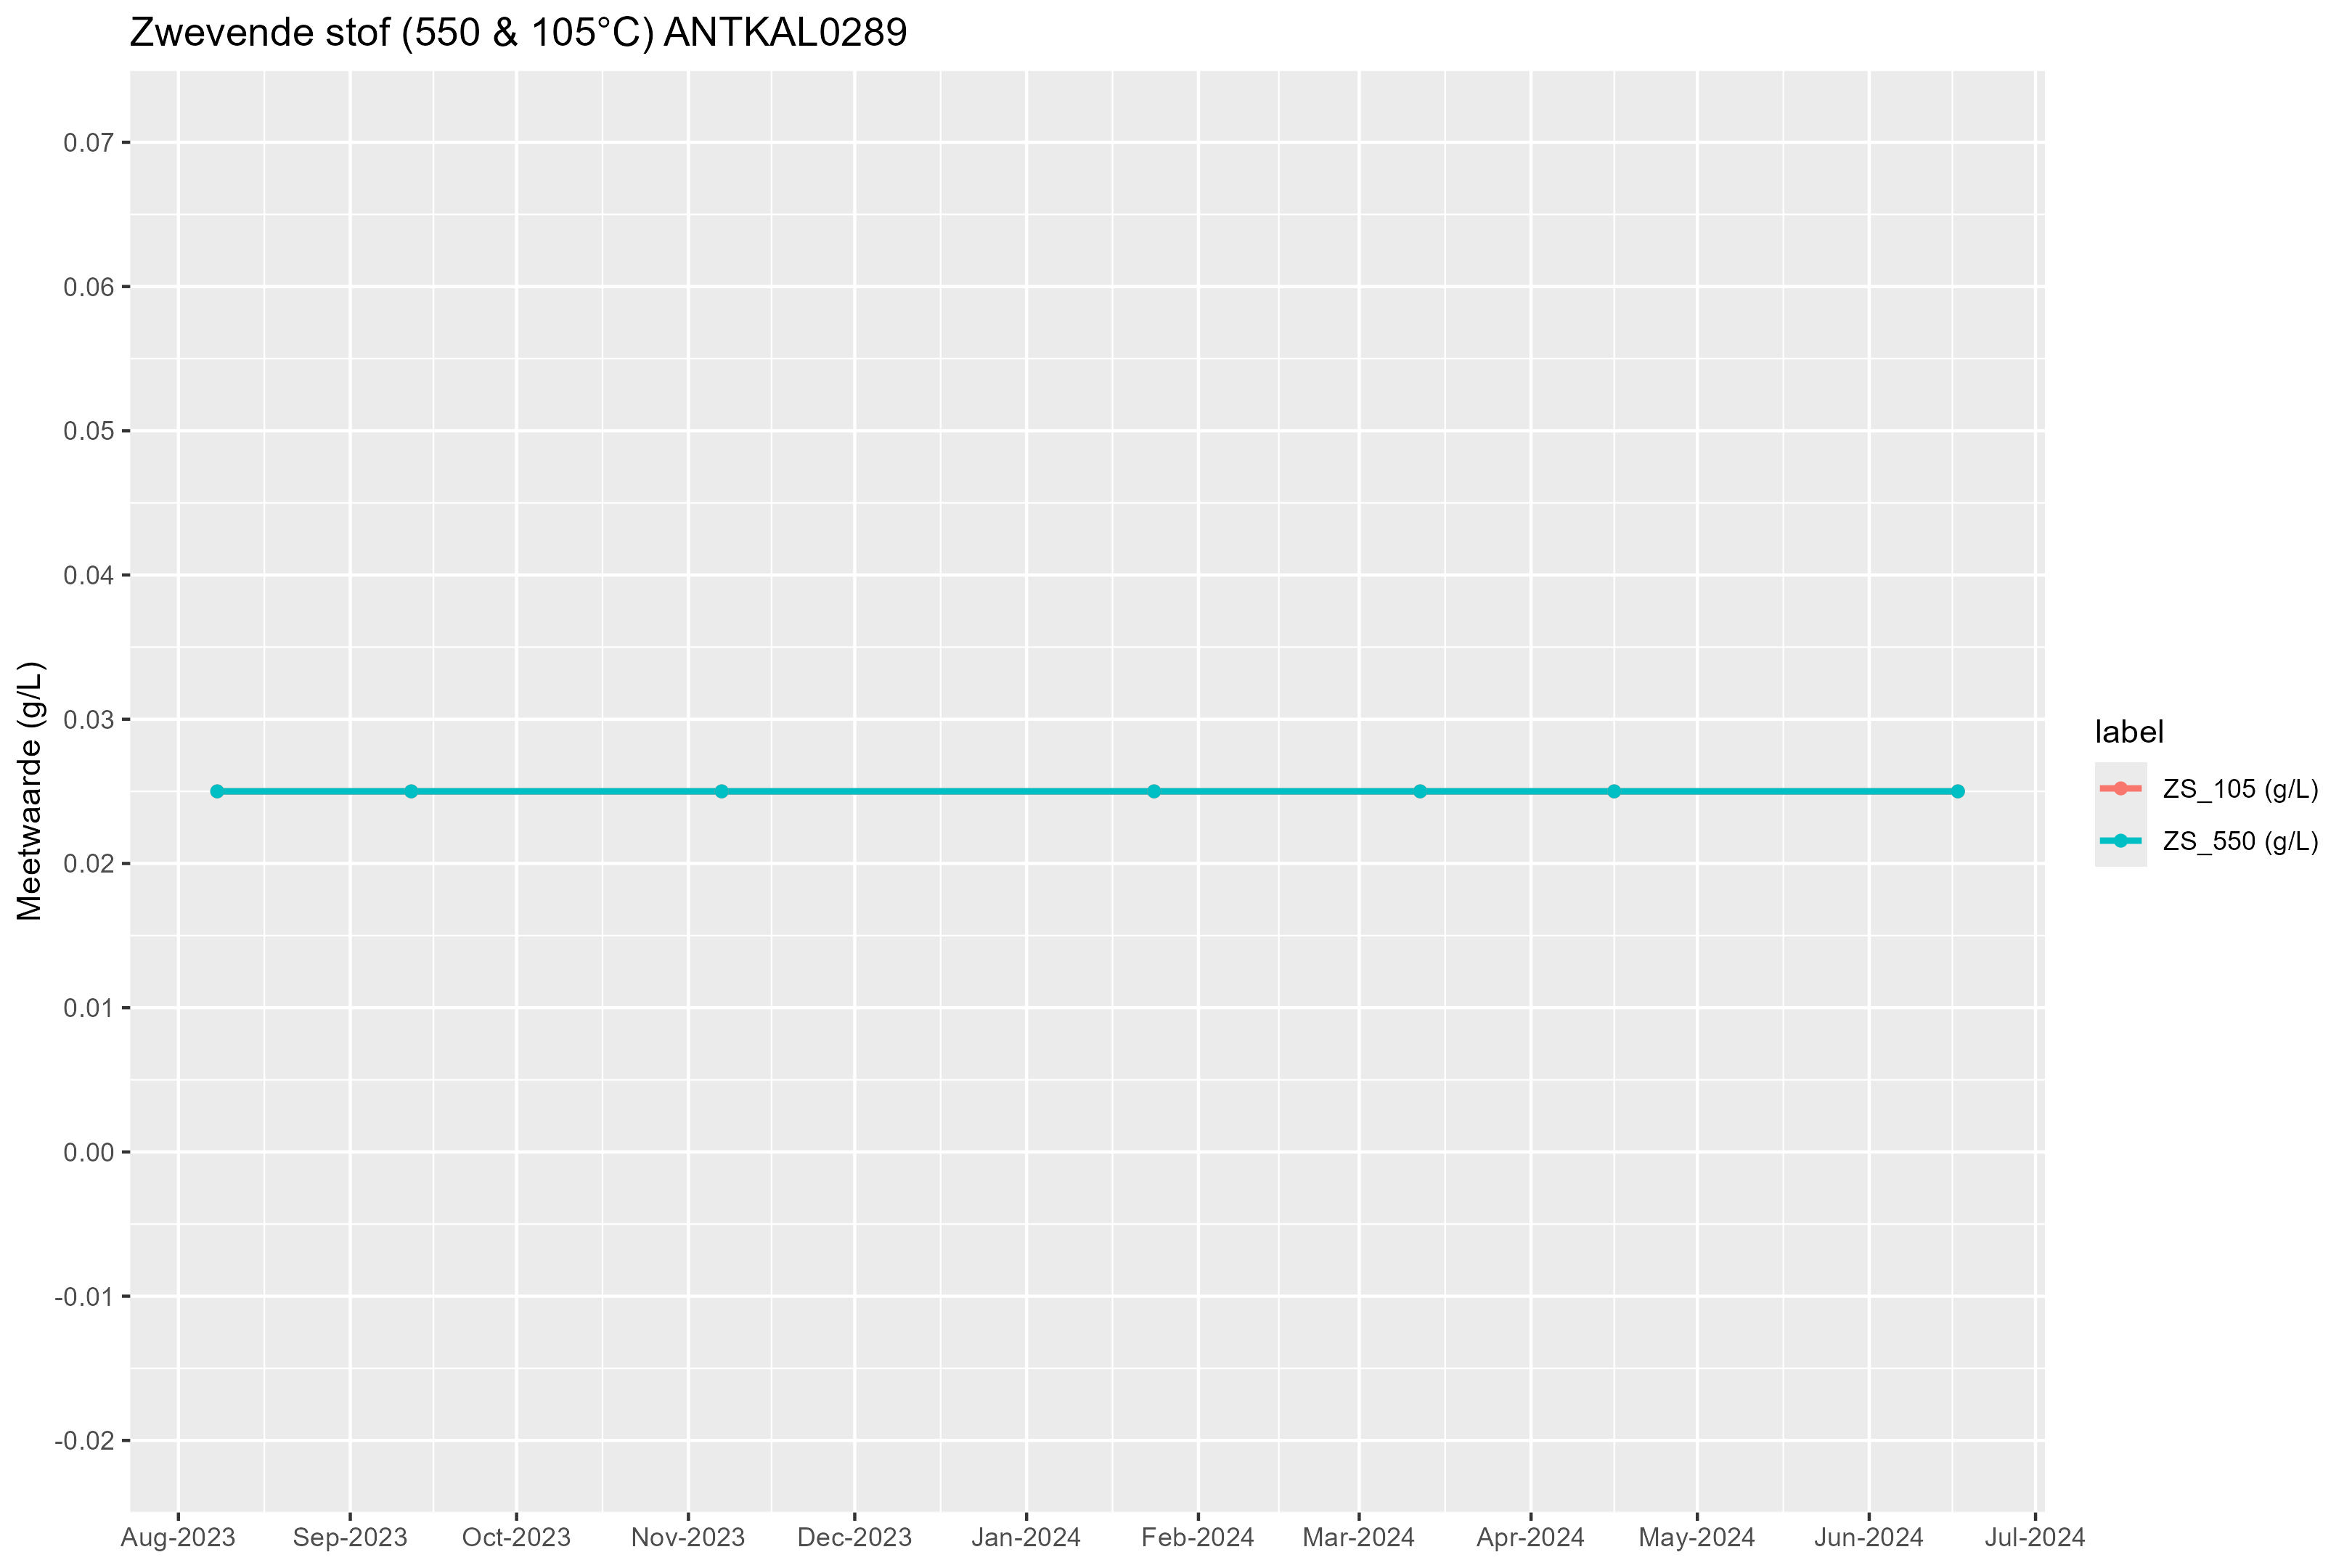 Zwevende stof (550 & 105°C) ANTKAL0289
Meetwaarde (g/L)
0.07
0.06
0.05
0.04
0.03
0.02
0.01
0.00
-0.01
-0.02
Aug-2023
Sep-2023
Oct-2023
Nov-2023
Dec-2023
Jan-2024
Feb-2024
Mar-2024
Apr-2024
May-2024
Jun-2024
Jul-2024
label
ZS_105 (g/L)
ZS_550 (g/L)